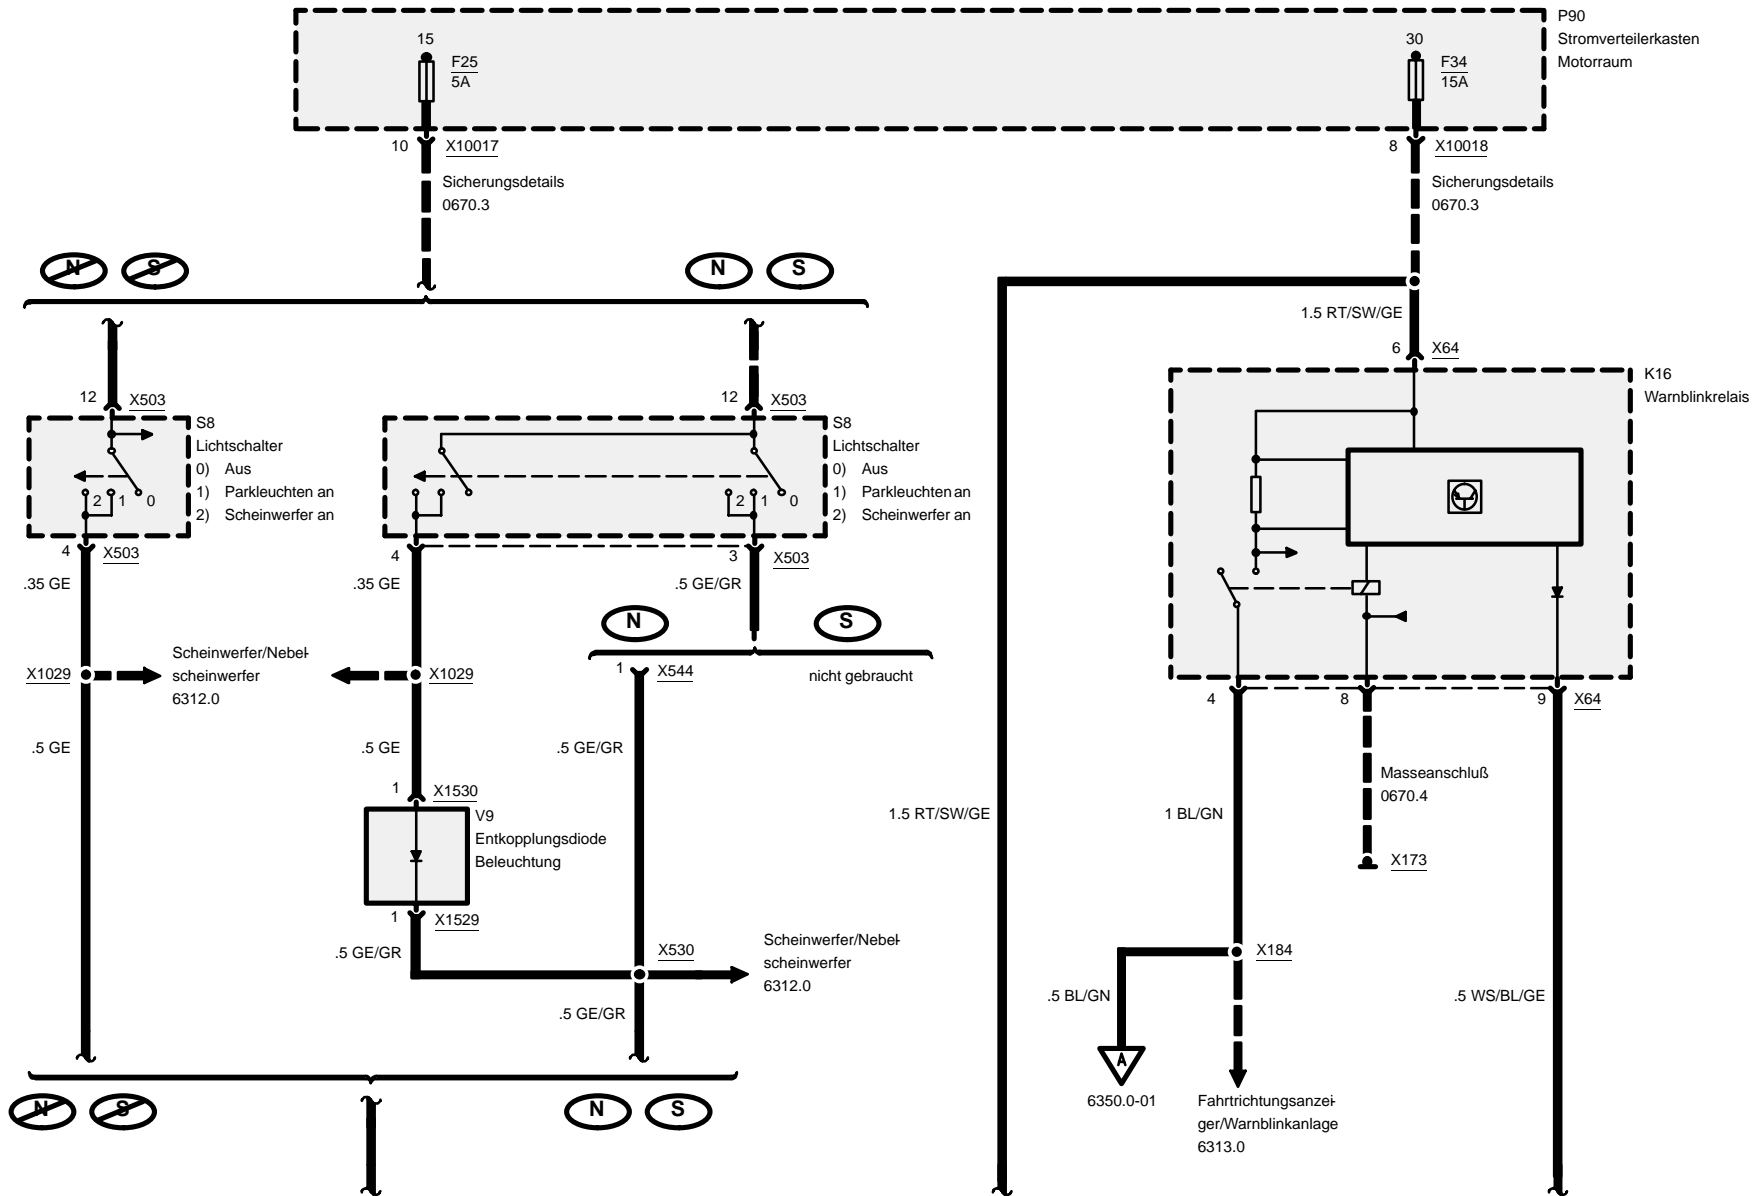 P90
Stromverteilerkasten
Motorraum
15
F25
5A
30
F34
15A
10
X10017
8
X10018
Sicherungsdetails
0670.3
Sicherungsdetails
0670.3
N
S
N
S
1.5 RT/SW/GE
6
X64
K16
Warnblinkrelais
12
X503
12
X503
S8
Lichtschalter
0) Aus
1) Parkleuchten an
2) Scheinwerfer an
2 1 0
S8
Lichtschalter
0) Aus
1) Parkleuchten an
2) Scheinwerfer an
2 1 0
4
X503
4
3
X503
.35 GE
.35 GE
.5 GE/GR
N
S
X1029
Scheinwerfer/Nebel-
scheinwerfer
6312.0
X1029
1
X544
nicht gebraucht
4
8
9
X64
.5 GE
.5 GE
.5 GE/GR
1
X1530
V9
Entkopplungsdiode
Beleuchtung
1.5 RT/SW/GE
1 BL/GN
Masseanschluß
0670.4
X173
1
X1529
.5 GE/GR
X530
Scheinwerfer/Nebel-
scheinwerfer
6312.0
.5 GE/GR
X184
.5 BL/GN
.5 WS/BL/GE
A
6350.0-01
Fahrtrichtungsanzei-
ger/Warnblinkanlage
6313.0
N
S
N
S